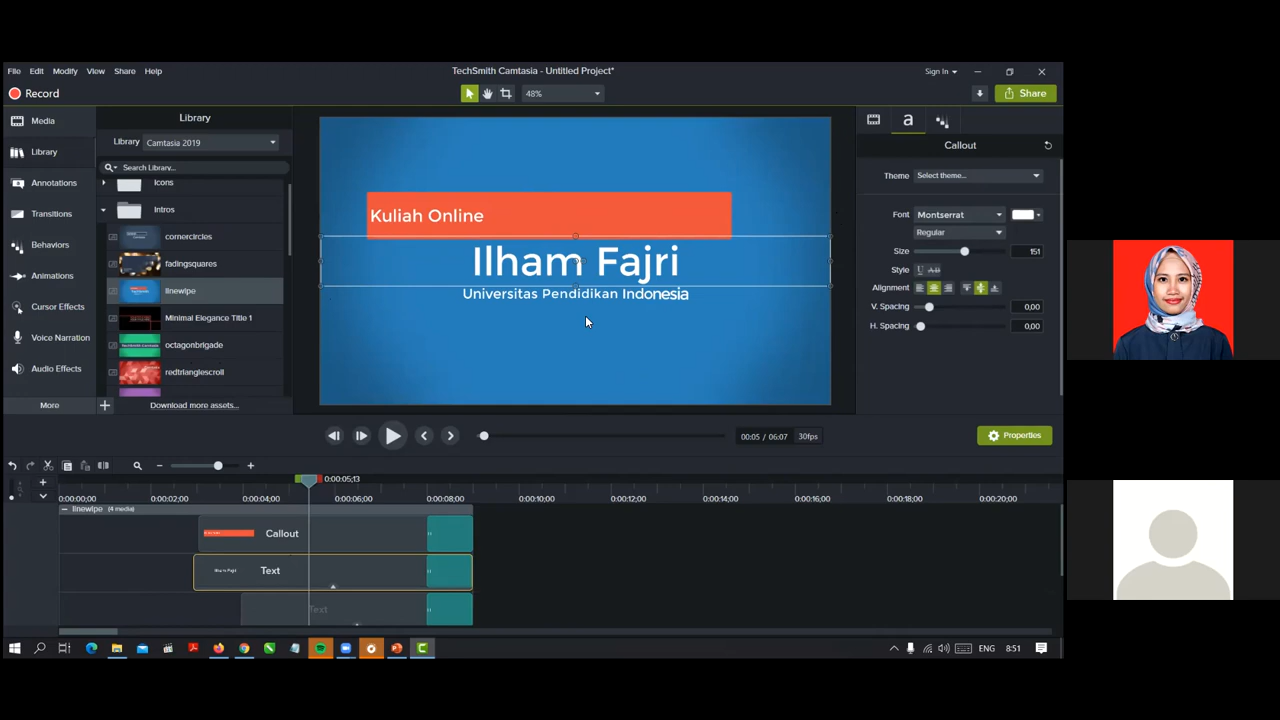 File Edit Modify View Share Help
TechSmith Camtasia - Untitled Project*
Sign In
Record
48%
Share
Media
Library
Annotations
Transitions
Behaviors
Animations
Cursor Effects
Voice Narration
Audio Effects
More
Library
Library Camtasia 2019
Search Library...
Icons
Intros
cornercircles
fadingsquares
linewipe
Minimal Elegance Title 1
octagonbrigade
redtrianglescroll
Download more assets...
Kuliah Online
Ilham Fajri
Universitas Pendidikan Indonesia
a
Callout
Theme Select theme...
Font Montserrat
Regular
Size 151
Style U AB
Alignment
V. Spacing 0,00
H. Spacing 0,00
00:05 / 06:07 30fps
Properties
0:00:05;13
0:00:00;00 0:00:02;00 0:00:04;00 0:00:06;00 0:00:08;00 0:00:10;00 0:00:12;00 0:00:14;00 0:00:16;00 0:00:18;00 0:00:20;00
linewipe (4 media)
Callout
Ilham Fajri Text
Text
ENG 8:51